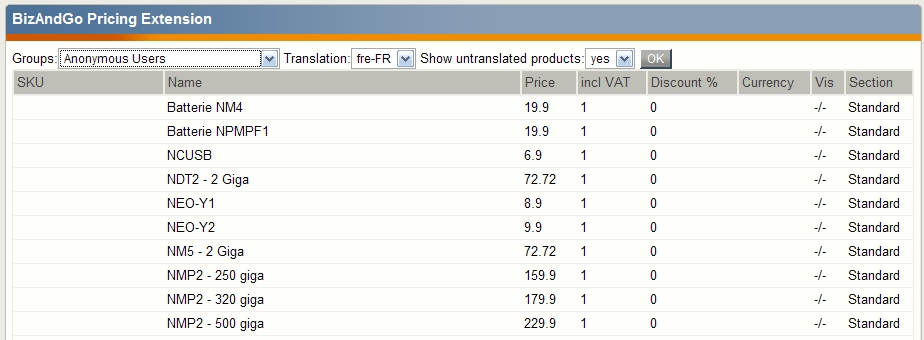 BizAndGo Pricing Extension
Groups: Anonymous Users Translation: fre-FR Show untranslated products: yes OK
SKU Name Price incl VAT Discount % Currency Vis Section
Batterie NM4 19.9 1 0 -/- Standard
Batterie NPMPF1 19.9 1 0 -/- Standard
NCUSB 6.9 1 0 -/- Standard
NDT2 - 2 Giga 72.72 1 0 -/- Standard
NEO-Y1 8.9 1 0 -/- Standard
NEO-Y2 9.9 1 0 -/- Standard
NM5 - 2 Giga 72.72 1 0 -/- Standard
NMP2 - 250 giga 159.9 1 0 -/- Standard
NMP2 - 320 giga 179.9 1 0 -/- Standard
NMP2 - 500 giga 229.9 1 0 -/- Standard